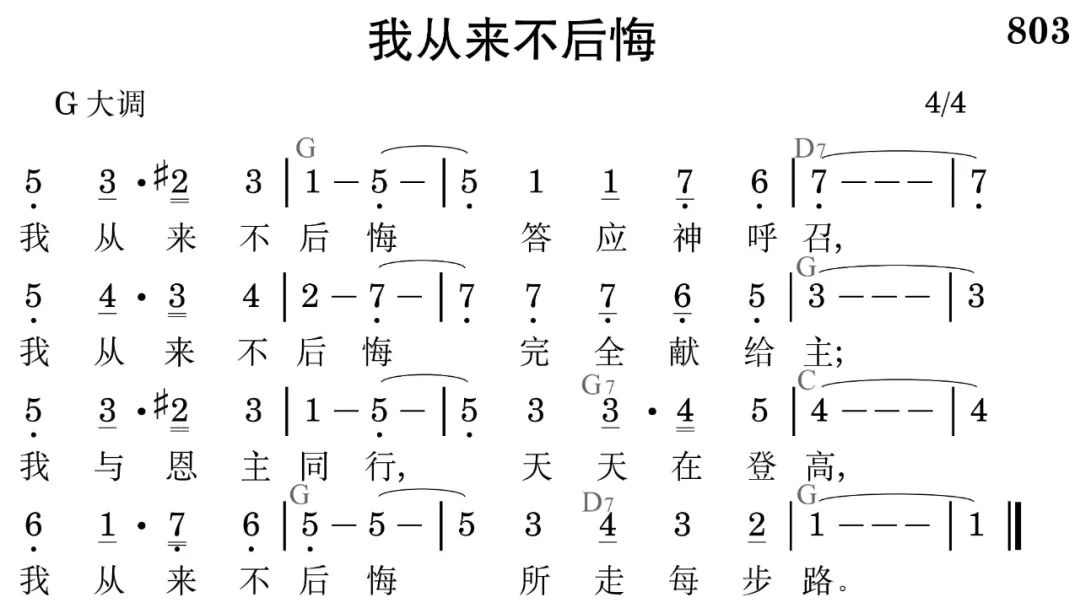 我从来不后悔 803
G 大调 4/4
G D7
5 3 · #2 3 | 1 – 5 – | 5 1 1 7 6 | 7 – – – | 7
我 从 来 不 后 悔 答 应 神 呼 召,
G
5 4 · 3 4 | 2 – 7 – | 7 7 7 6 5 | 3 – – – | 3
我 从 来 不 后 悔 完 全 献 给 主;
G7 C
5 3 · #2 3 | 1 – 5 – | 5 3 3 · 4 5 | 4 – – – | 4
我 与 恩 主 同 行, 天 天 在 登 高,
G D7 G
6 1 · 7 6 | 5 – 5 – | 5 3 4 3 2 | 1 – – – | 1 ‖
我 从 来 不 后 悔 所 走 每 步 路。